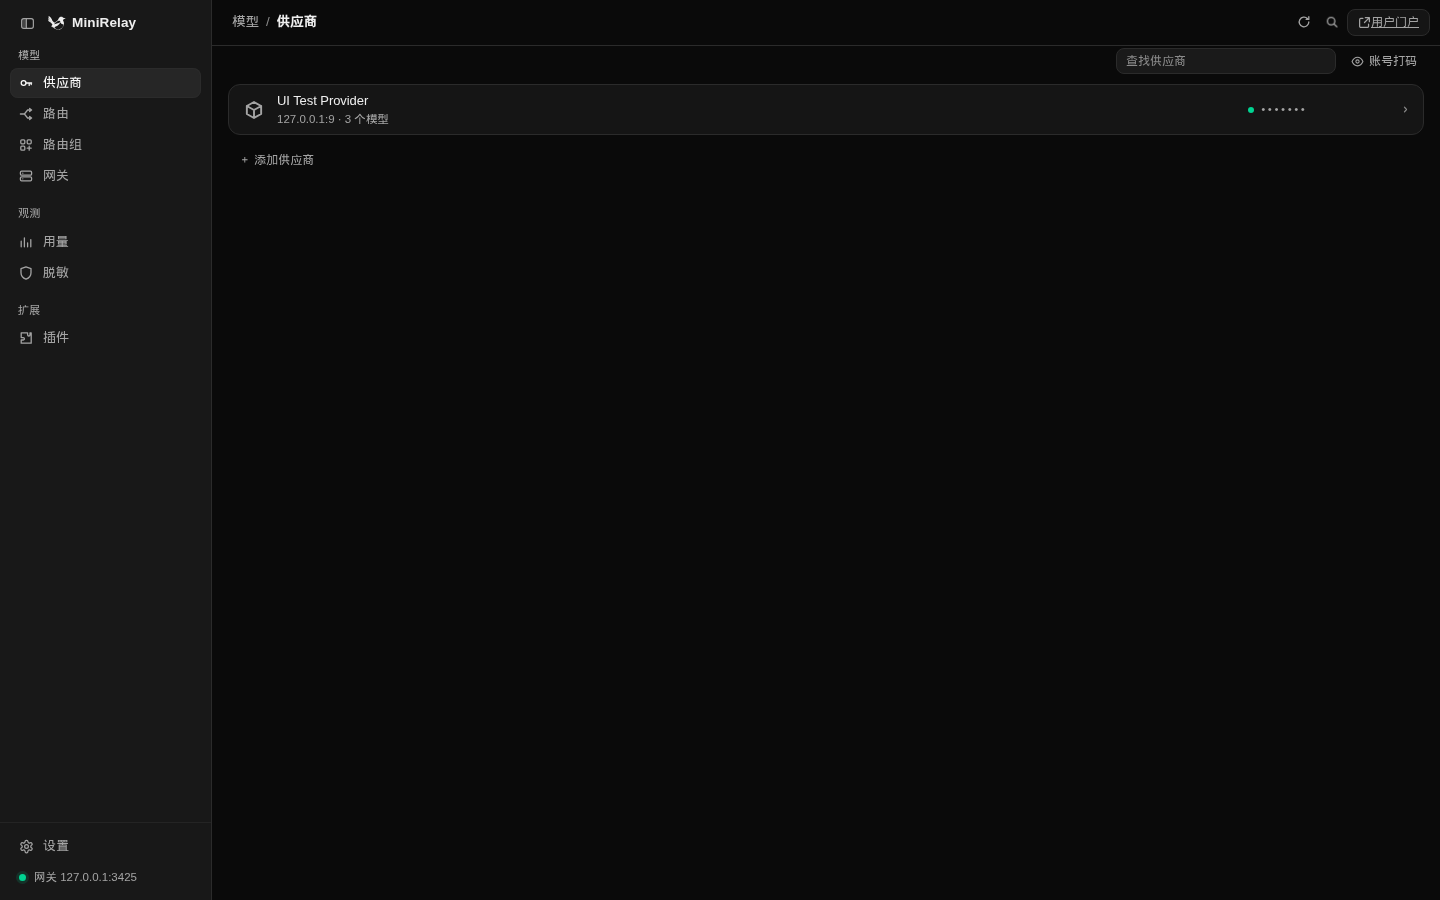 MiniRelay
模型
供应商
路由
路由组
网关
观测
用量
脱敏
扩展
插件
设置
网关 127.0.0.1:3425
模型 / 供应商
用户门户
查找供应商
账号打码
UI Test Provider
127.0.0.1:9 · 3 个模型
•••••••
+ 添加供应商